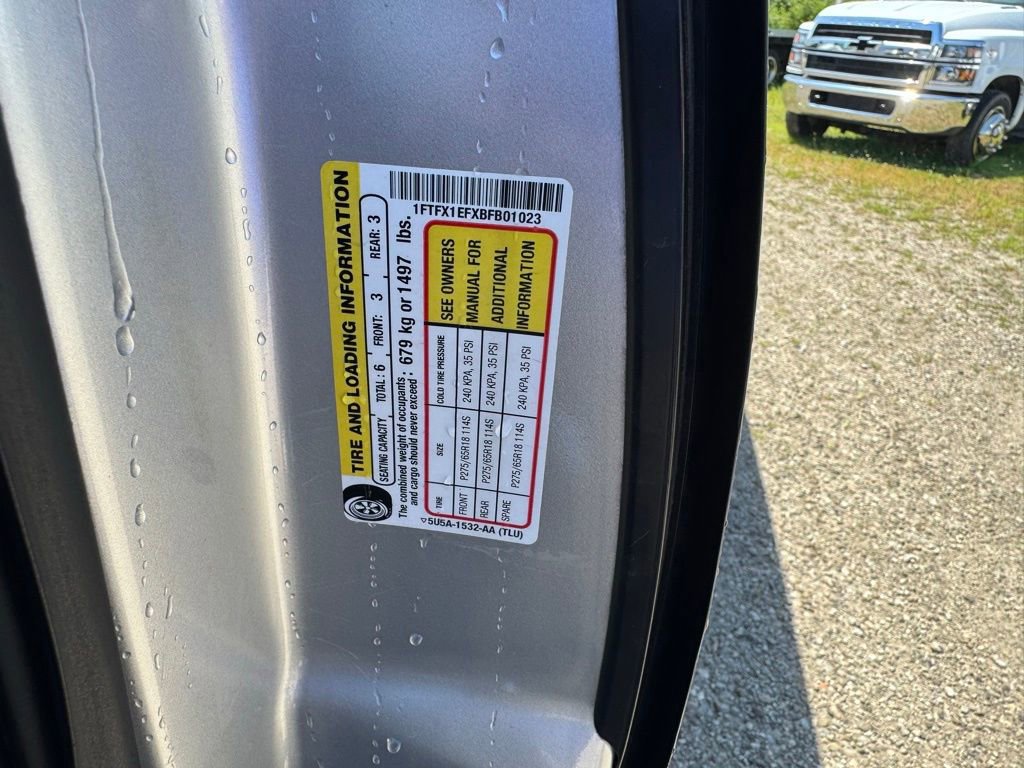 TIRE AND LOADING INFORMATION
SEATING CAPACITY TOTAL: 6 FRONT: 3 REAR: 3
The combined weight of occupants
and cargo should never exceed: 679 kg or 1497 lbs.
TIRE SIZE COLD TIRE PRESSURE
FRONT P275/65R18 114S 240 KPA, 35 PSI
REAR P275/65R18 114S 240 KPA, 35 PSI
SPARE P275/65R18 114S 240 KPA, 35 PSI
SEE OWNERS
MANUAL FOR
ADDITIONAL
INFORMATION
1FTFX1EFXBFB01023
5U5A-1532-AA (TLU)